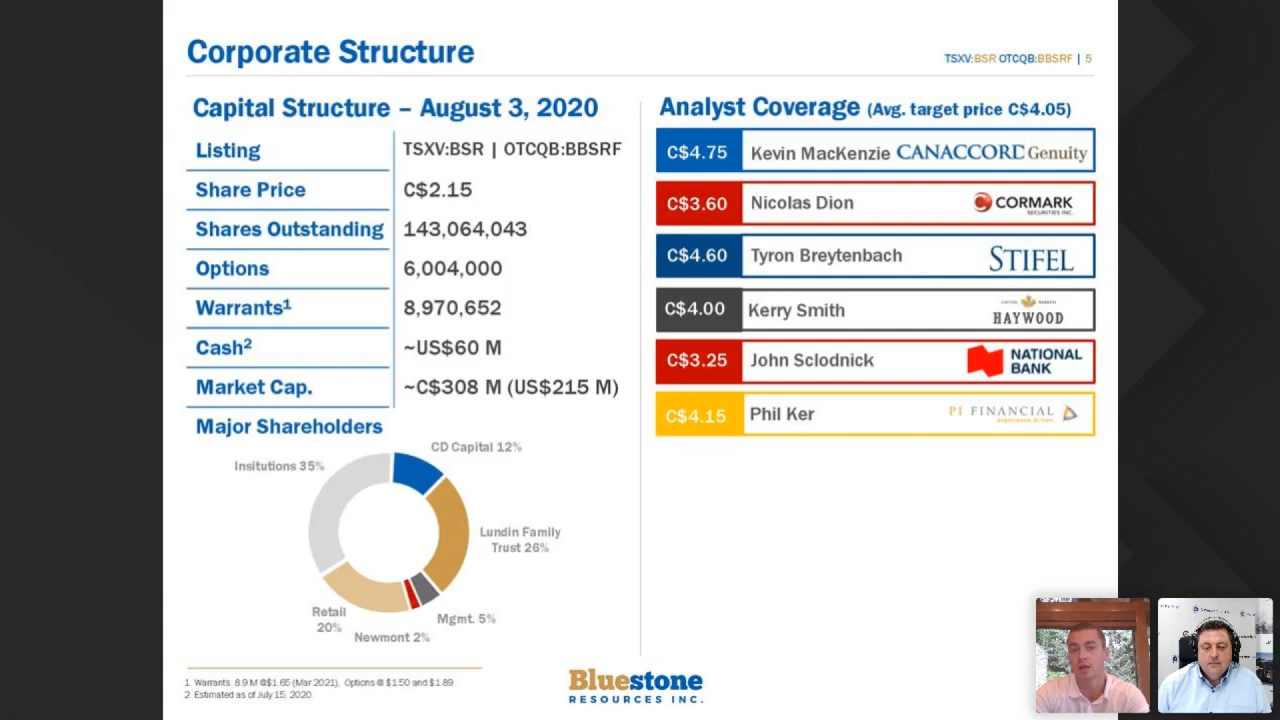 Corporate Structure
TSXV:BSR OTCQB:BBSRF | 5
Capital Structure – August 3, 2020
Listing TSXV:BSR | OTCQB:BBSRF
Share Price C$2.15
Shares Outstanding 143,064,043
Options 6,004,000
Warrants¹ 8,970,652
Cash² ~US$60 M
Market Cap. ~C$308 M (US$215 M)
Major Shareholders
CD Capital 12%
Insitutions 35%
Lundin Family
Trust 26%
Retail
20%
Mgmt. 5%
Newmont 2%
1. Warrants 8.9 M @$1.65 (Mar 2021), Options @ $1.50 and $1.89
2. Estimated as of July 15, 2020
Analyst Coverage (Avg. target price C$4.05)
C$4.75 Kevin MacKenzie CANACCORD Genuity
C$3.60 Nicolas Dion CORMARK
SECURITIES INC.
C$4.60 Tyron Breytenbach STIFEL
C$4.00 Kerry Smith CAPITAL MARKETS
HAYWOOD
C$3.25 John Sclodnick NATIONAL
BANK
C$4.15 Phil Ker PI FINANCIAL
Bluestone
RESOURCES INC.